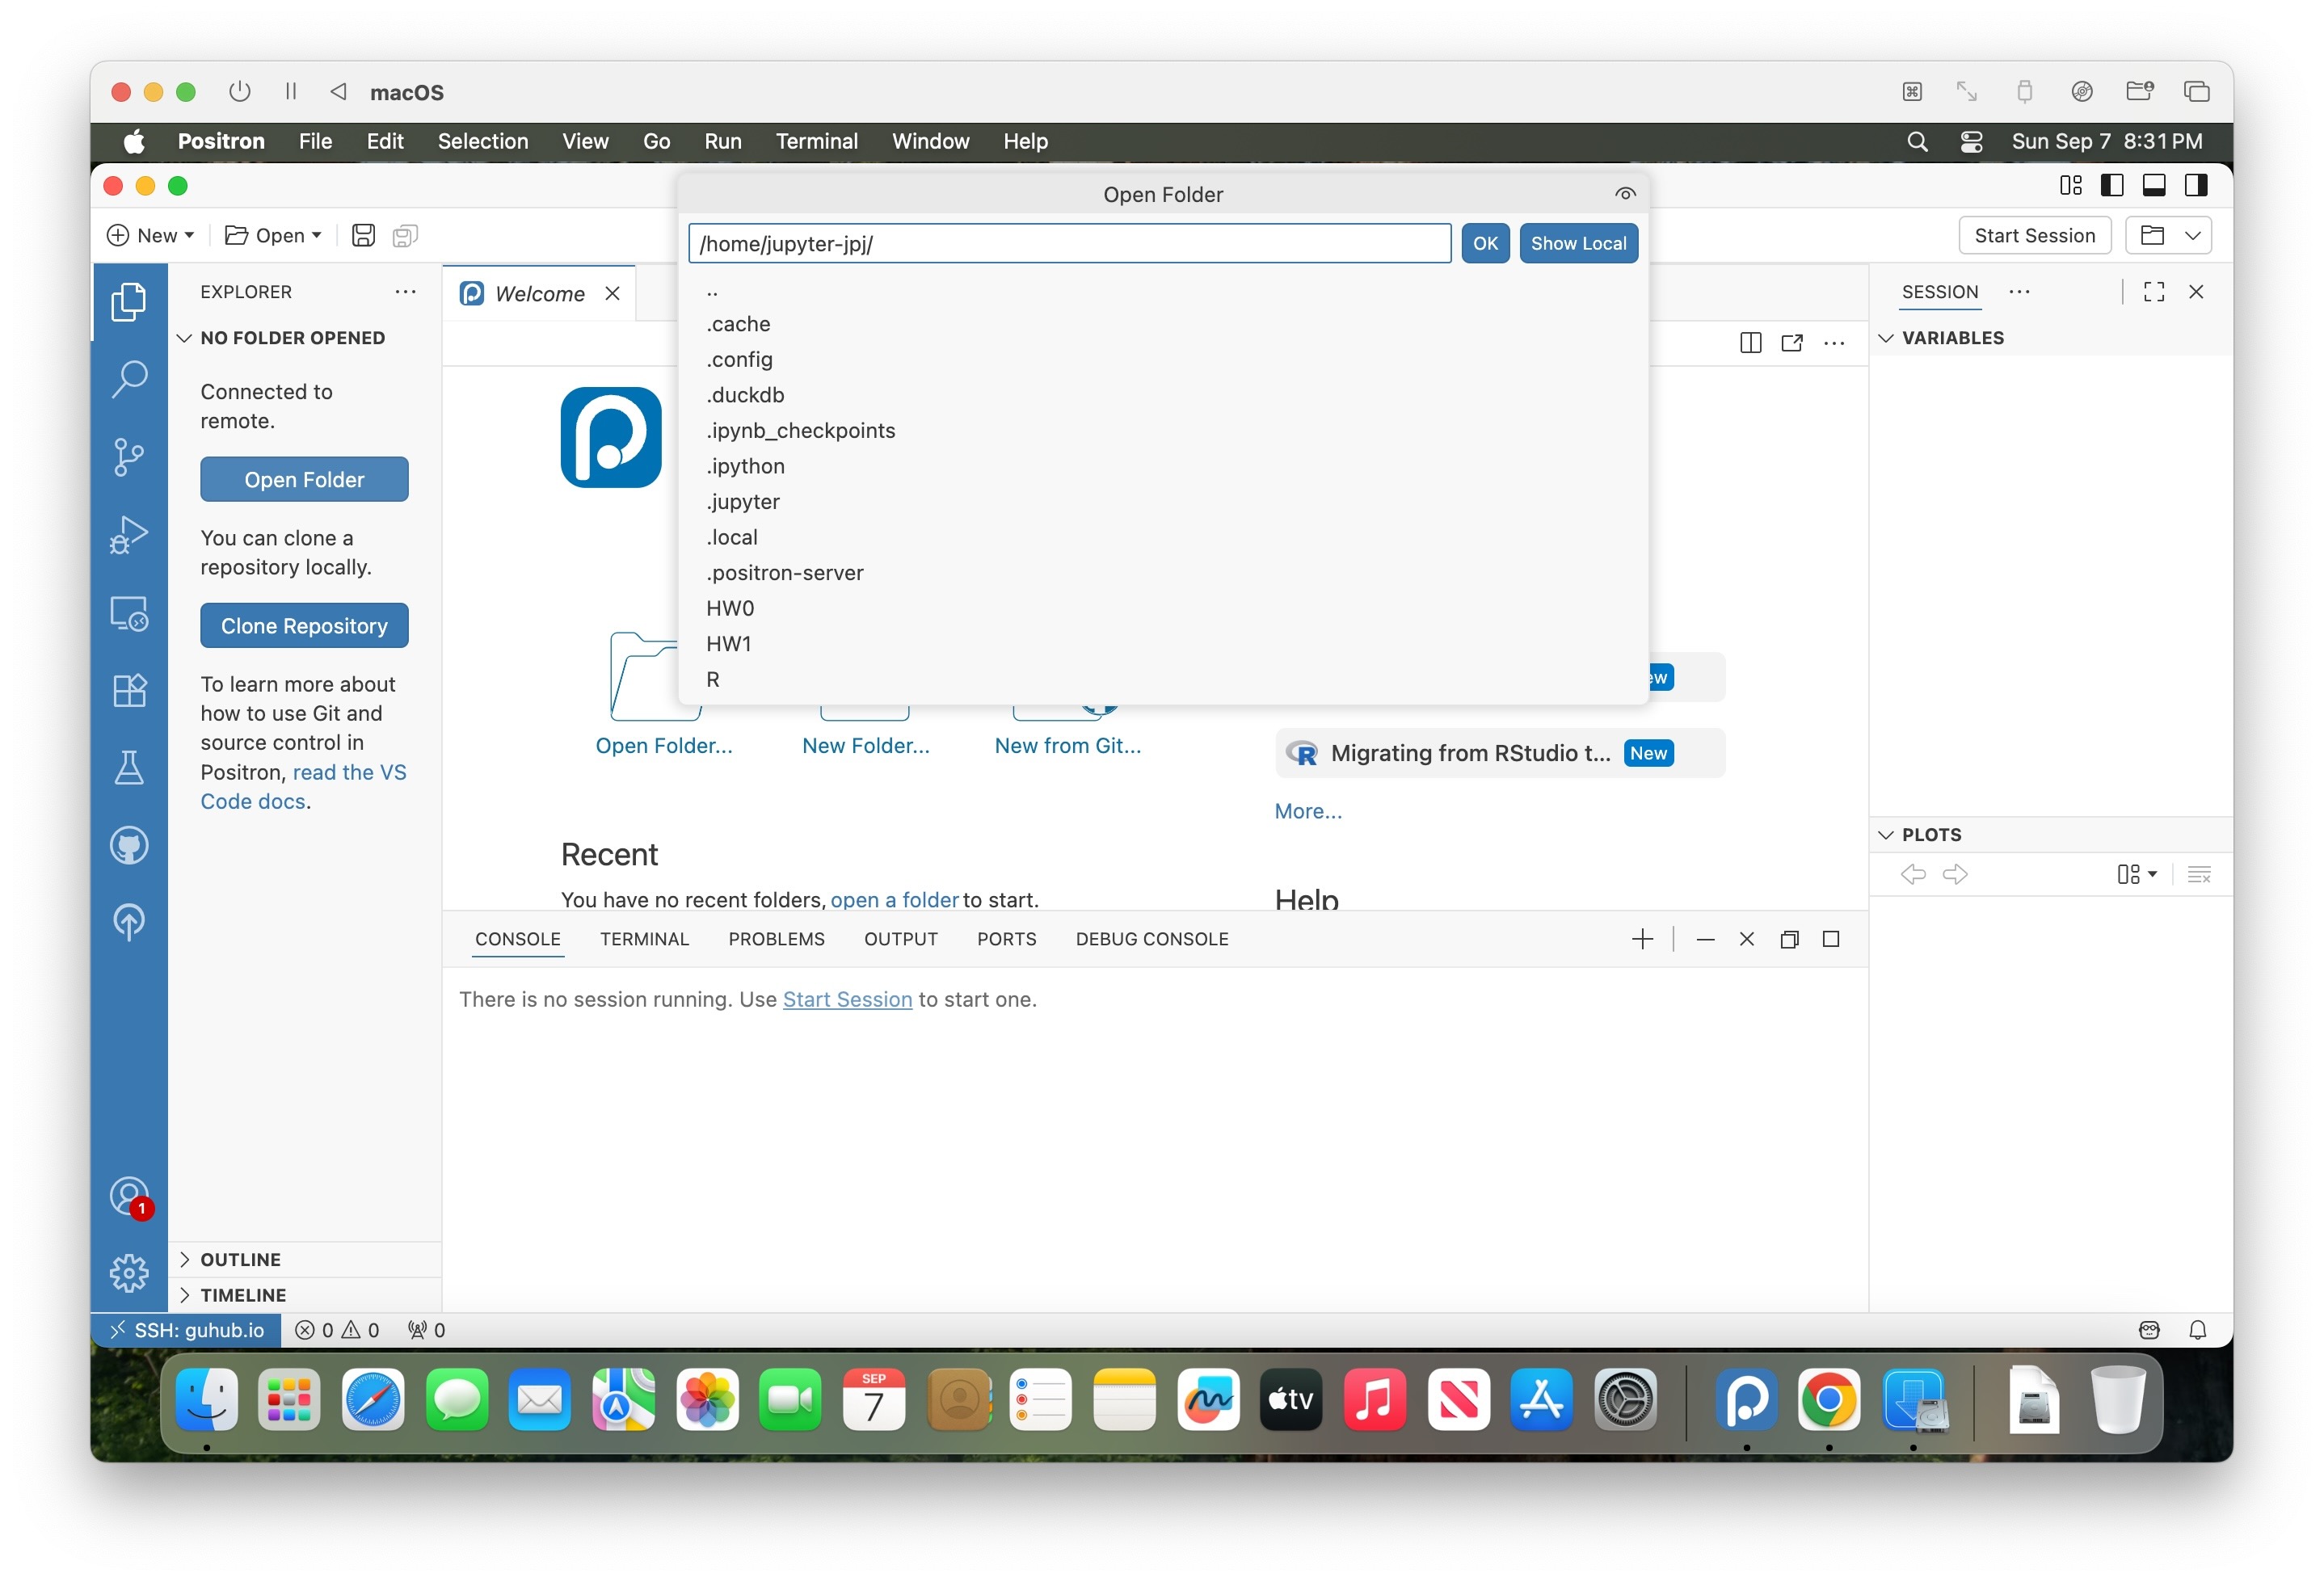 macOS
Positron File Edit Selection View Go Run Terminal Window Help Sun Sep 7 8:31 PM
Open Folder
New Open Start Session
/home/jupyter-jpj/ OK Show Local
EXPLORER
Welcome
SESSION
NO FOLDER OPENED
VARIABLES
Connected to
remote.
Open Folder
You can clone a
repository locally.
Clone Repository
To learn more about
how to use Git and
source control in
Positron, read the VS
Code docs.
..
.cache
.config
.duckdb
.ipynb_checkpoints
.ipython
.jupyter
.local
.positron-server
HW0
HW1
R
ew
Open Folder... New Folder... New from Git...
Migrating from RStudio t... New
More...
Recent
You have no recent folders, open a folder to start.
Help
PLOTS
CONSOLE TERMINAL PROBLEMS OUTPUT PORTS DEBUG CONSOLE
There is no session running. Use Start Session to start one.
1
OUTLINE
TIMELINE
SSH: guhub.io 0 0 0
SEP
7
tv